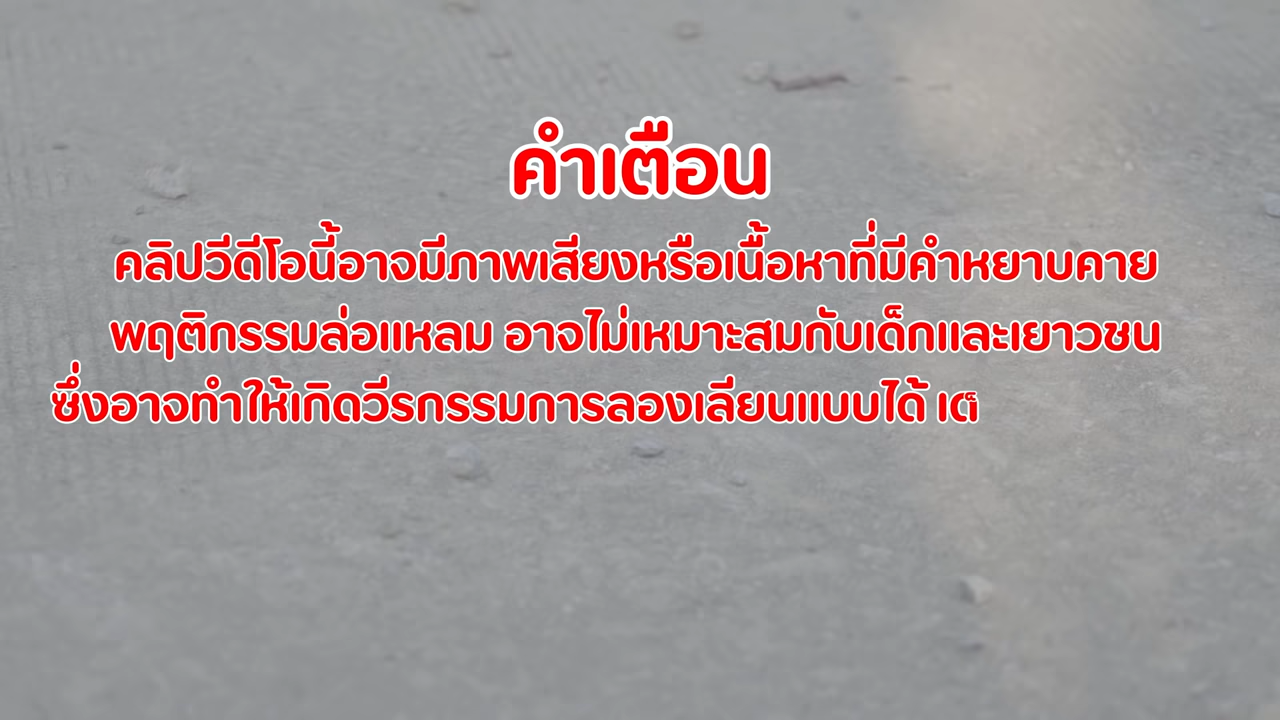 คำเตือน
คลิปวีดีโอนี้อาจมีภาพเสียงหรือเนื้อหาที่มีคำหยาบคาย
พฤติกรรมล่อแหลม อาจไม่เหมาะสมกับเด็กและเยาวชน
ซึ่งอาจทำให้เกิดวีรกรรมการลองเลียนแบบได้